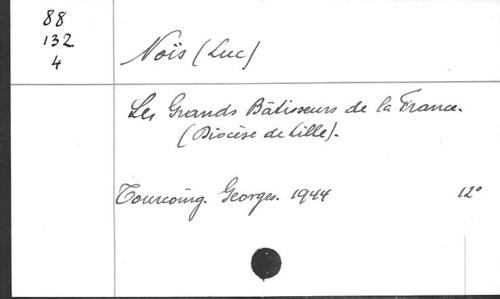 88
132
4
Noïs (Luc)
Les Grands Bâtisseurs de la France.
(Diocèse de Lille).
Tourcoing. Georges. 1944 12°